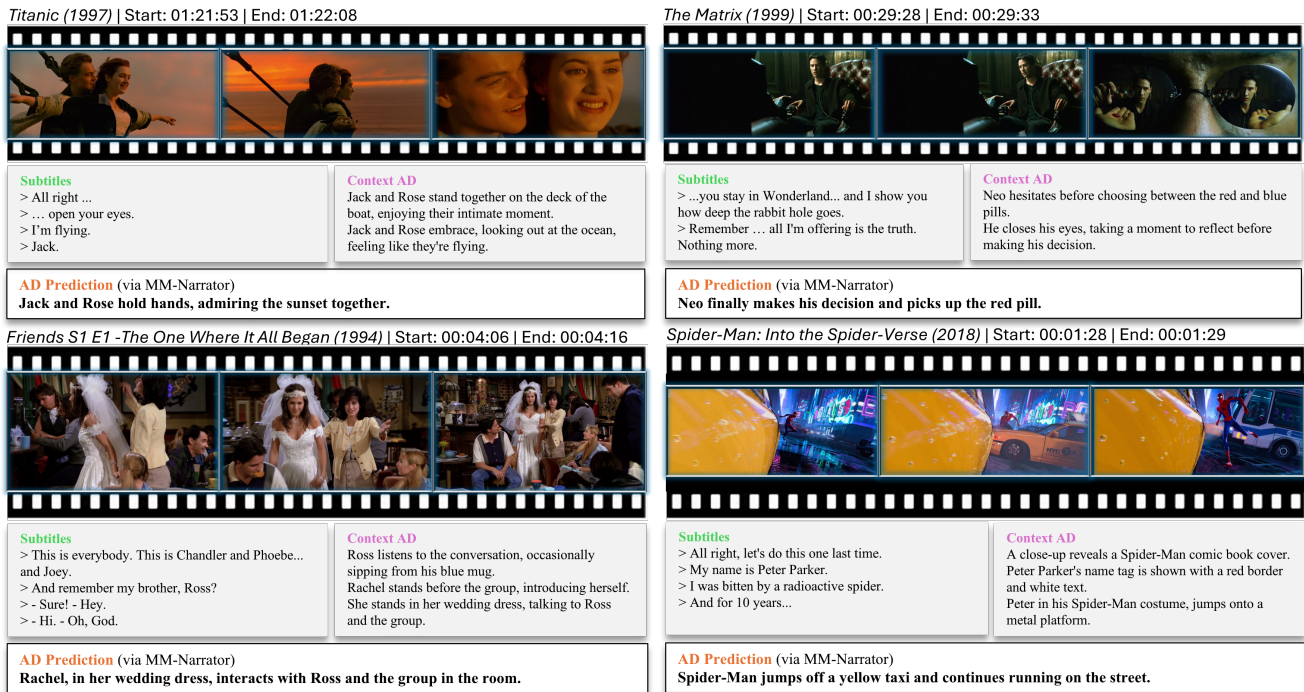 Titanic (1997) | Start: 01:21:53 | End: 01:22:08
Subtitles
> All right ...
> … open your eyes.
> I'm flying.
> Jack.
Context AD
Jack and Rose stand together on the deck of the
boat, enjoying their intimate moment.
Jack and Rose embrace, looking out at the ocean,
feeling like they're flying.
AD Prediction (via MM-Narrator)
Jack and Rose hold hands, admiring the sunset together.
The Matrix (1999) | Start: 00:29:28 | End: 00:29:33
Subtitles
> ...you stay in Wonderland... and I show you
how deep the rabbit hole goes.
> Remember … all I'm offering is the truth.
Nothing more.
Context AD
Neo hesitates before choosing between the red and blue
pills.
He closes his eyes, taking a moment to reflect before
making his decision.
AD Prediction (via MM-Narrator)
Neo finally makes his decision and picks up the red pill.
Friends S1 E1 -The One Where It All Began (1994) | Start: 00:04:06 | End: 00:04:16
Subtitles
> This is everybody. This is Chandler and Phoebe...
and Joey.
> And remember my brother, Ross?
> - Sure! - Hey.
> - Hi. - Oh, God.
Context AD
Ross listens to the conversation, occasionally
sipping from his blue mug.
Rachel stands before the group, introducing herself.
She stands in her wedding dress, talking to Ross
and the group.
AD Prediction (via MM-Narrator)
Rachel, in her wedding dress, interacts with Ross and the group in the room.
Spider-Man: Into the Spider-Verse (2018) | Start: 00:01:28 | End: 00:01:29
NYC
Subtitles
> All right, let's do this one last time.
> My name is Peter Parker.
> I was bitten by a radioactive spider.
> And for 10 years...
Context AD
A close-up reveals a Spider-Man comic book cover.
Peter Parker's name tag is shown with a red border
and white text.
Peter in his Spider-Man costume, jumps onto a
metal platform.
AD Prediction (via MM-Narrator)
Spider-Man jumps off a yellow taxi and continues running on the street.